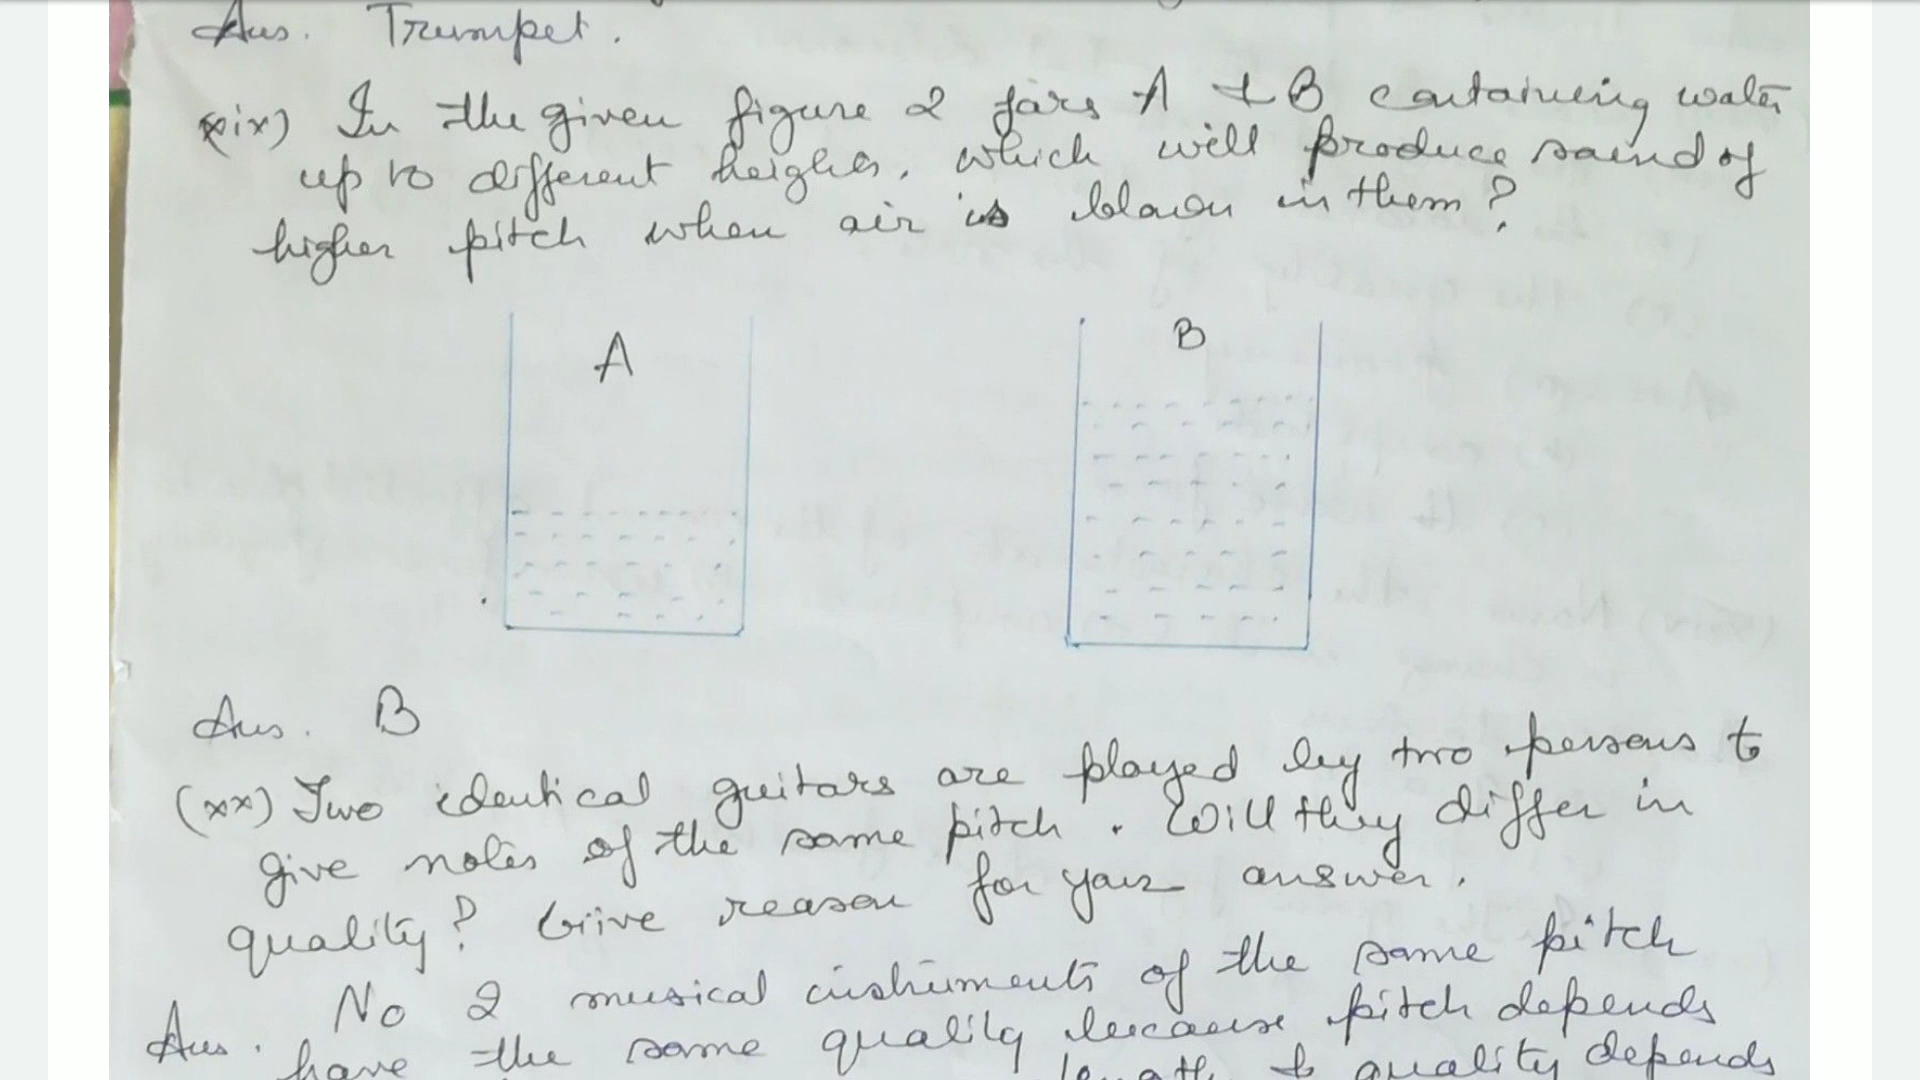 Ans. Trumpet.
xix) In the given figure 2 jars A & B containing water
up to different heights, which will produce sound of
higher pitch when air is blown in them?
A
B
Ans. B
(xx) Two identical guitars are played by two persons to
give notes of the same pitch. Will they differ in
quality? Give reason for your answer.
Ans. No 2 musical instruments of the same pitch
have the same quality because pitch depends
length & quality depends